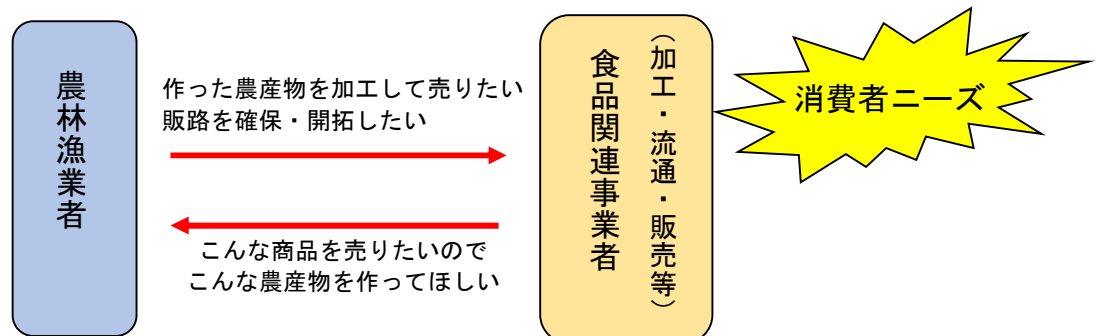 農林漁業者
作った農産物を加工して売りたい
販路を確保・開拓したい
こんな商品を売りたいので
こんな農産物を作ってほしい
食品関連事業者
(加工・流通・販売等)
消費者ニーズ